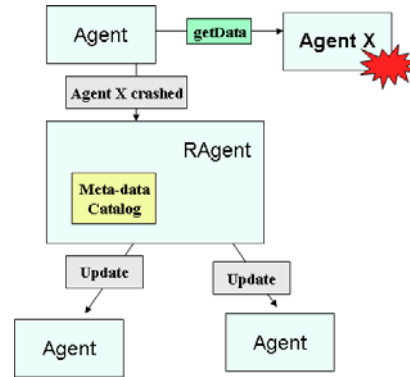 Agent
getData
Agent X
Agent X crashed
RAgent
Meta-data
Catalog
Update
Update
Agent
Agent